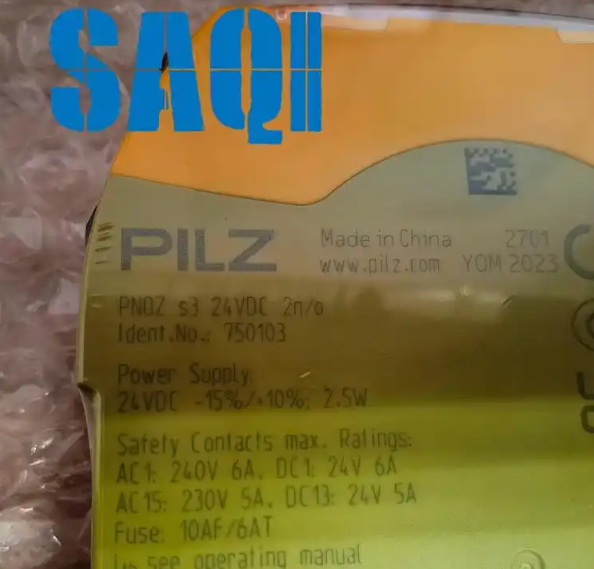 SAQI
PILZ
Made in China 2701
www.pilz.com YOM 2023
PNOZ s3 24VDC 2n/o
Ident.No.: 750103
Power Supply:
24VDC -15%/+10%; 2.5W
Safety Contacts max. Ratings:
AC1: 240V 6A, DC1: 24V 6A
AC15: 230V 5A, DC13: 24V 5A
Fuse: 10AF/6AT
see operating manual